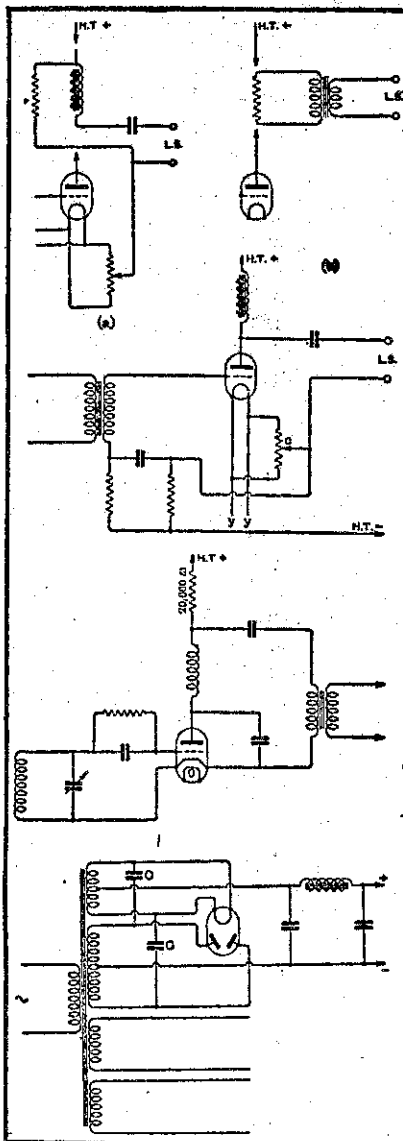 H.T. +
L.S.
(a)
H.T. +
L.S.
(b)
H.T. +
L.S.
y y
H.T. -
H.T. +
20,000 Ω
+
-
~